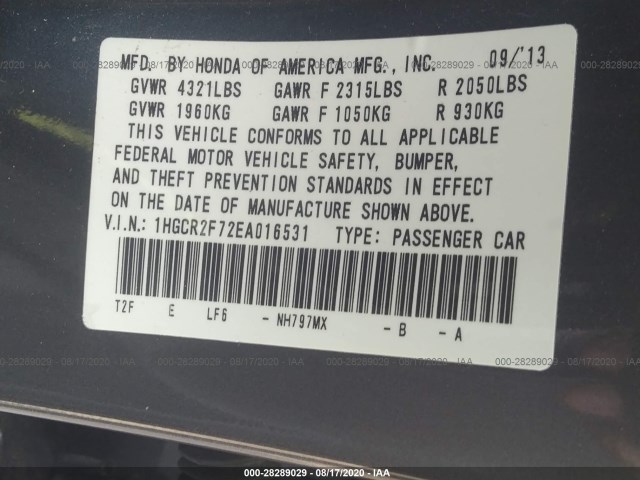 MFD. BY HONDA OF AMERICA MFG., INC. 09/'13
GVWR 4321LBS GAWR F 2315LBS R 2050LBS
GVWR 1960KG GAWR F 1050KG R 930KG
THIS VEHICLE CONFORMS TO ALL APPLICABLE
FEDERAL MOTOR VEHICLE SAFETY, BUMPER,
AND THEFT PREVENTION STANDARDS IN EFFECT
ON THE DATE OF MANUFACTURE SHOWN ABOVE.
V.I.N.: 1HGCR2F72EA016531 TYPE: PASSENGER CAR
T2F E LF6 - NH797MX - B - A
000-28289029 - 08/17/2020 - IAA